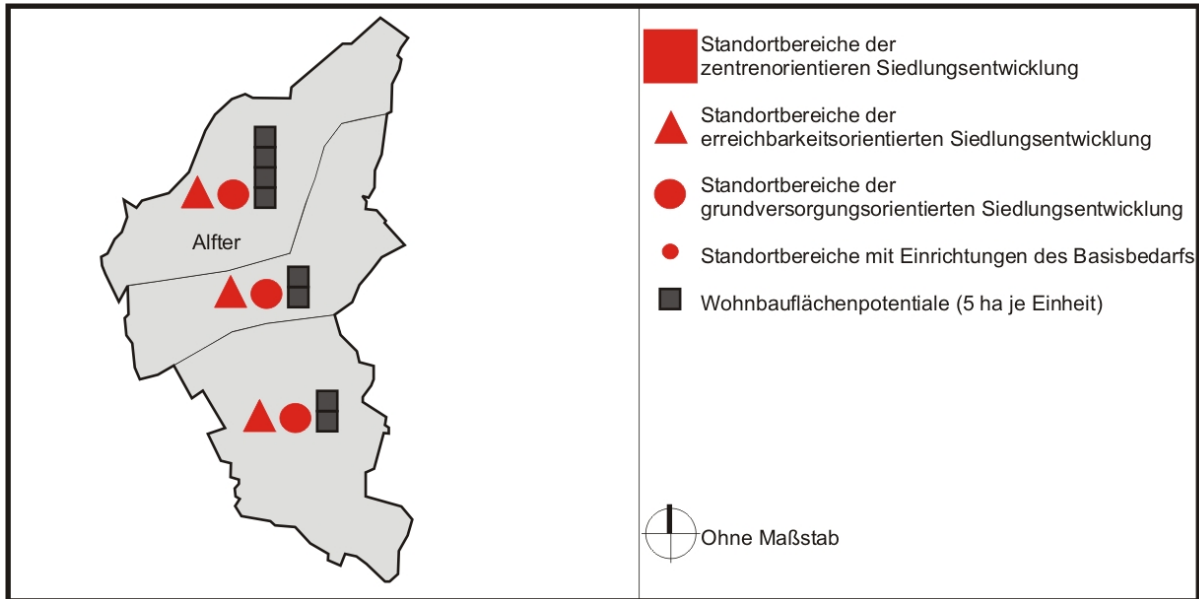 Alfter
Standortbereiche der
zentrenorientieren Siedlungsentwicklung
Standortbereiche der
erreichbarkeitsorientierten Siedlungsentwicklung
Standortbereiche der
grundversorgungsorientierten Siedlungsentwicklung
Standortbereiche mit Einrichtungen des Basisbedarfs
Wohnbauflächenpotentiale (5 ha je Einheit)
Ohne Maßstab